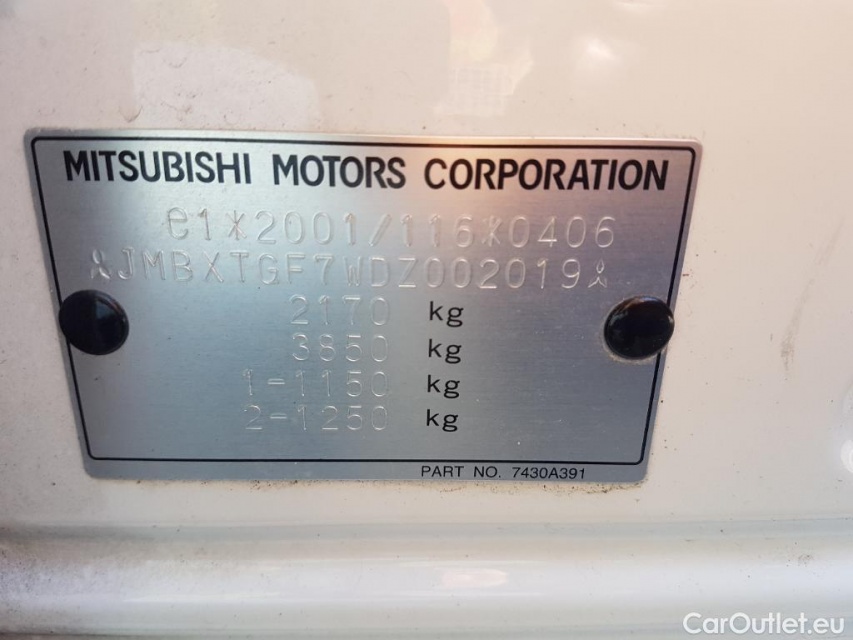 MITSUBISHI MOTORS CORPORATION
e1*2001/116*0406
JMBXTGF7WDZ002019
2170 kg
3850 kg
1-1150 kg
2-1250 kg
PART NO. 7430A391
CarOutlet.eu